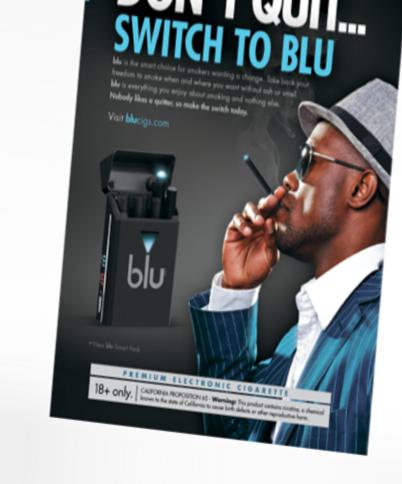 DON'T QUIT...
SWITCH TO BLU
blu is the smart choice for smokers wanting a change. Take back your
freedom to smoke when and where you want without ash or smell.
blu is everything you enjoy about smoking and nothing else.
Nobody likes a quitter, so make the switch today.
Visit blucigs.com
blu
• New blu Smart Pack
PREMIUM ELECTRONIC CIGARETTE
18+ only.
CALIFORNIA PROPOSITION 65 - Warning: This product contains nicotine, a chemical
known to the state of California to cause birth defects or other reproductive harm.